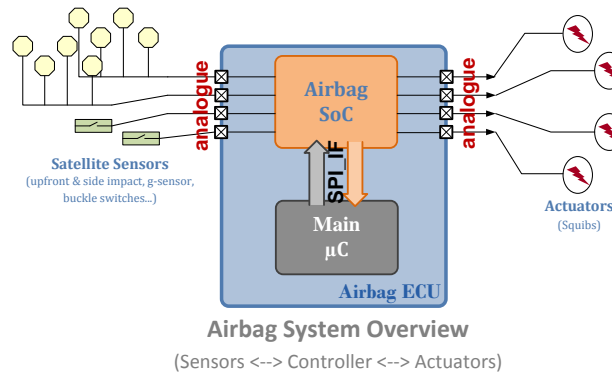 analogue
Airbag
SoC
analogue
Satellite Sensors
(upfront & side impact, g-sensor,
buckle switches...)
SPI_IF
Main
µC
Actuators
(Squibs)
Airbag ECU
Airbag System Overview
(Sensors <--> Controller <--> Actuators)